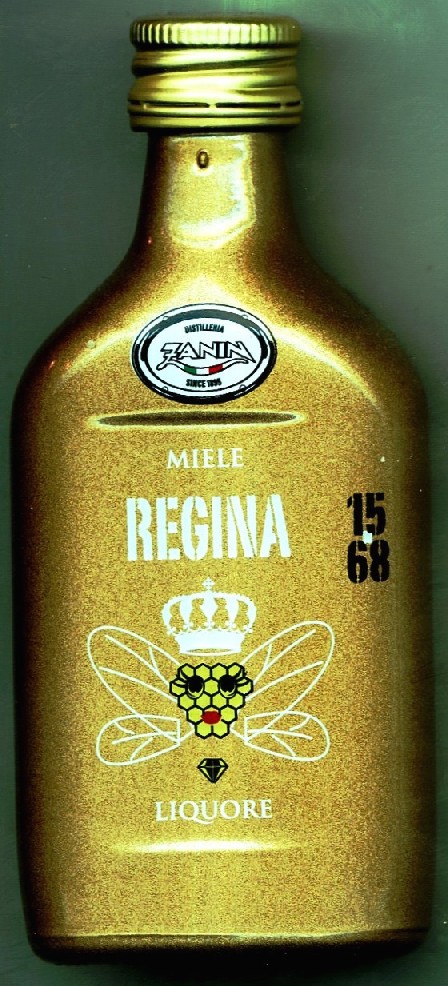 DISTILLERIA
ZANIN
SINCE 1895
MIELE
REGINA
15
68
LIQUORE